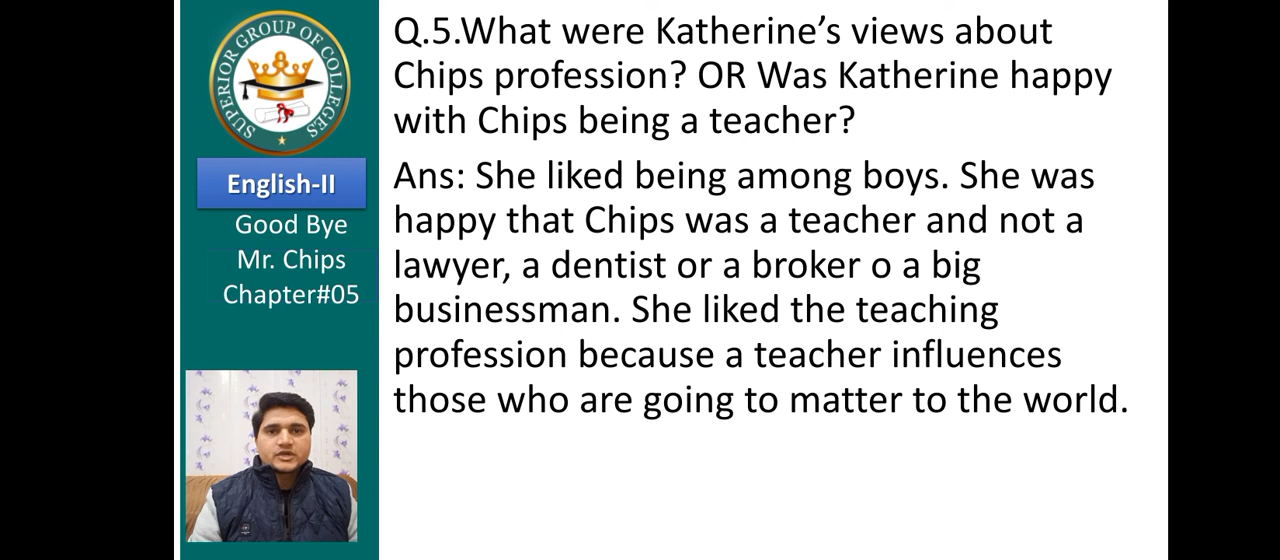 SUPERIOR GROUP OF COLLEGES
English-II
Good Bye
Mr. Chips
Chapter#05
Q.5.What were Katherine’s views about
Chips profession? OR Was Katherine happy
with Chips being a teacher?
Ans: She liked being among boys. She was
happy that Chips was a teacher and not a
lawyer, a dentist or a broker o a big
businessman. She liked the teaching
profession because a teacher influences
those who are going to matter to the world.